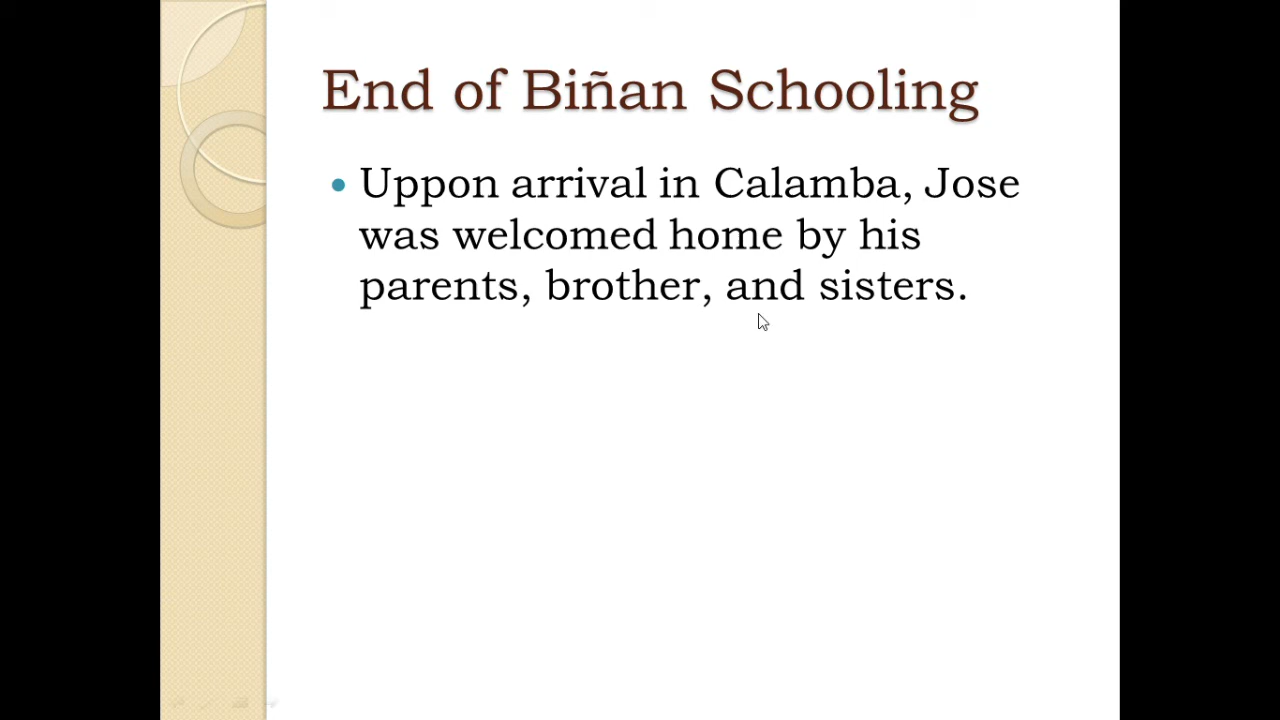 End of Biñan Schooling
• Uppon arrival in Calamba, Jose
was welcomed home by his
parents, brother, and sisters.